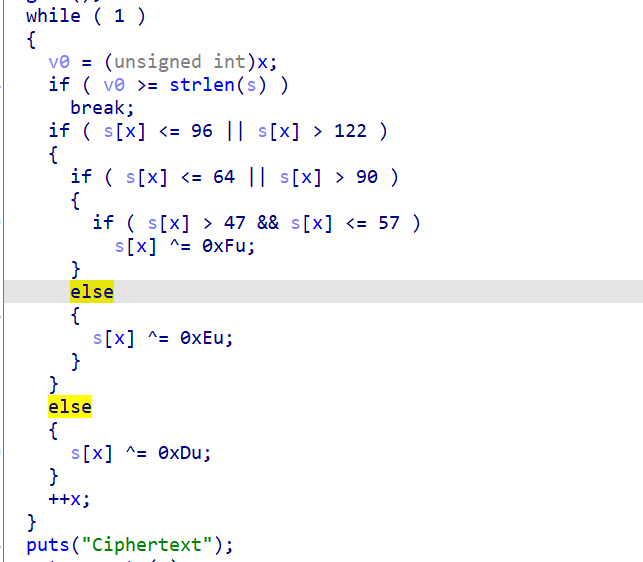 while ( 1 )
{
v0 = (unsigned int)x;
if ( v0 >= strlen(s) )
break;
if ( s[x] <= 96 || s[x] > 122 )
{
if ( s[x] <= 64 || s[x] > 90 )
{
if ( s[x] > 47 && s[x] <= 57 )
s[x] ^= 0xFu;
}
else
{
s[x] ^= 0xEu;
}
}
else
{
s[x] ^= 0xDu;
}
++x;
}
puts("Ciphertext");